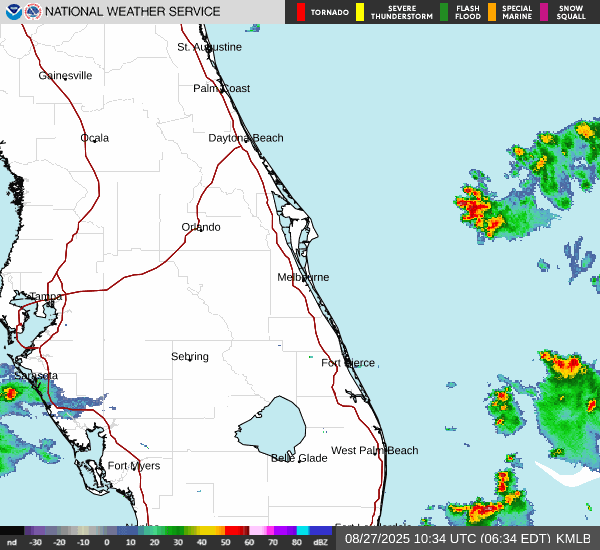 NATIONAL WEATHER SERVICE
TORNADO
SEVERE THUNDERSTORM
FLASH FLOOD
SPECIAL MARINE
SNOW SQUALL
St. Augustine
Gainesville
Palm Coast
Ocala
Daytona Beach
Orlando
Melbourne
Tampa
Sebring
Fort Pierce
Sarasota
West Palm Beach
Belle Glade
Fort Myers
nd -30 -20 -10 0 10 20 30 40 50 60 70 80 dBZ
08/27/2025 10:34 UTC (06:34 EDT) KMLB